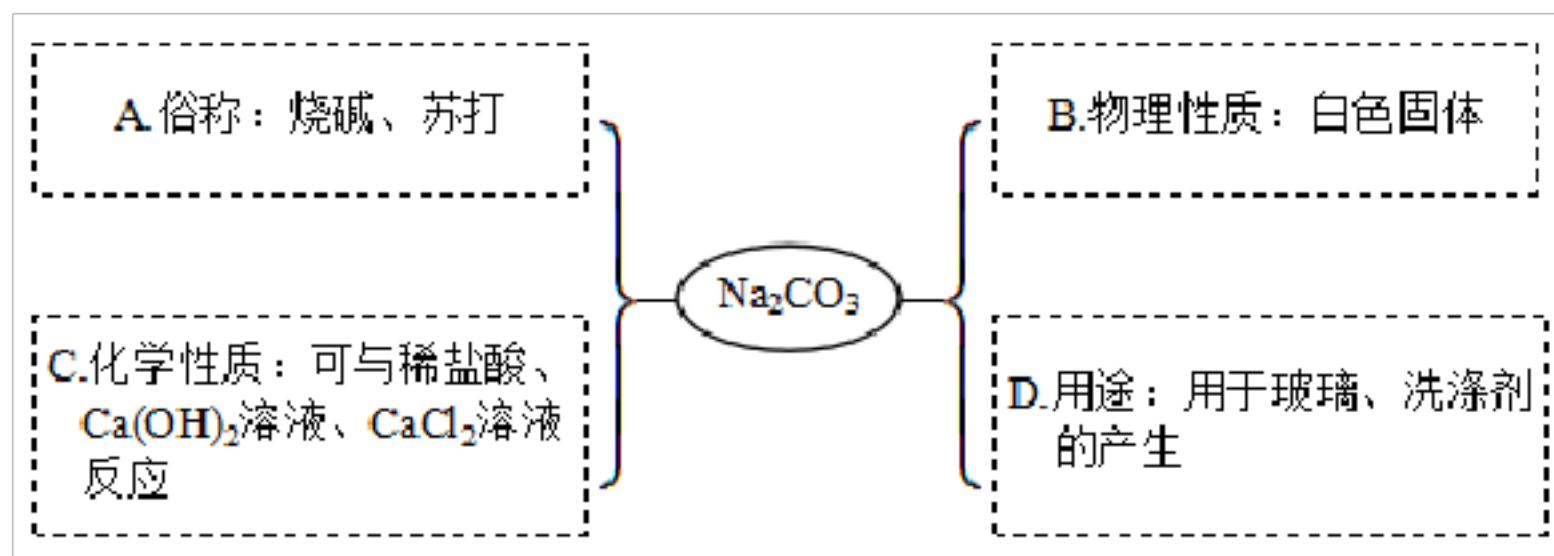 A.俗称：烧碱、苏打
B.物理性质：白色固体
Na₂CO₃
C.化学性质：可与稀盐酸、
Ca(OH)₂溶液、CaCl₂溶液
反应
D.用途：用于玻璃、洗涤剂
的产生